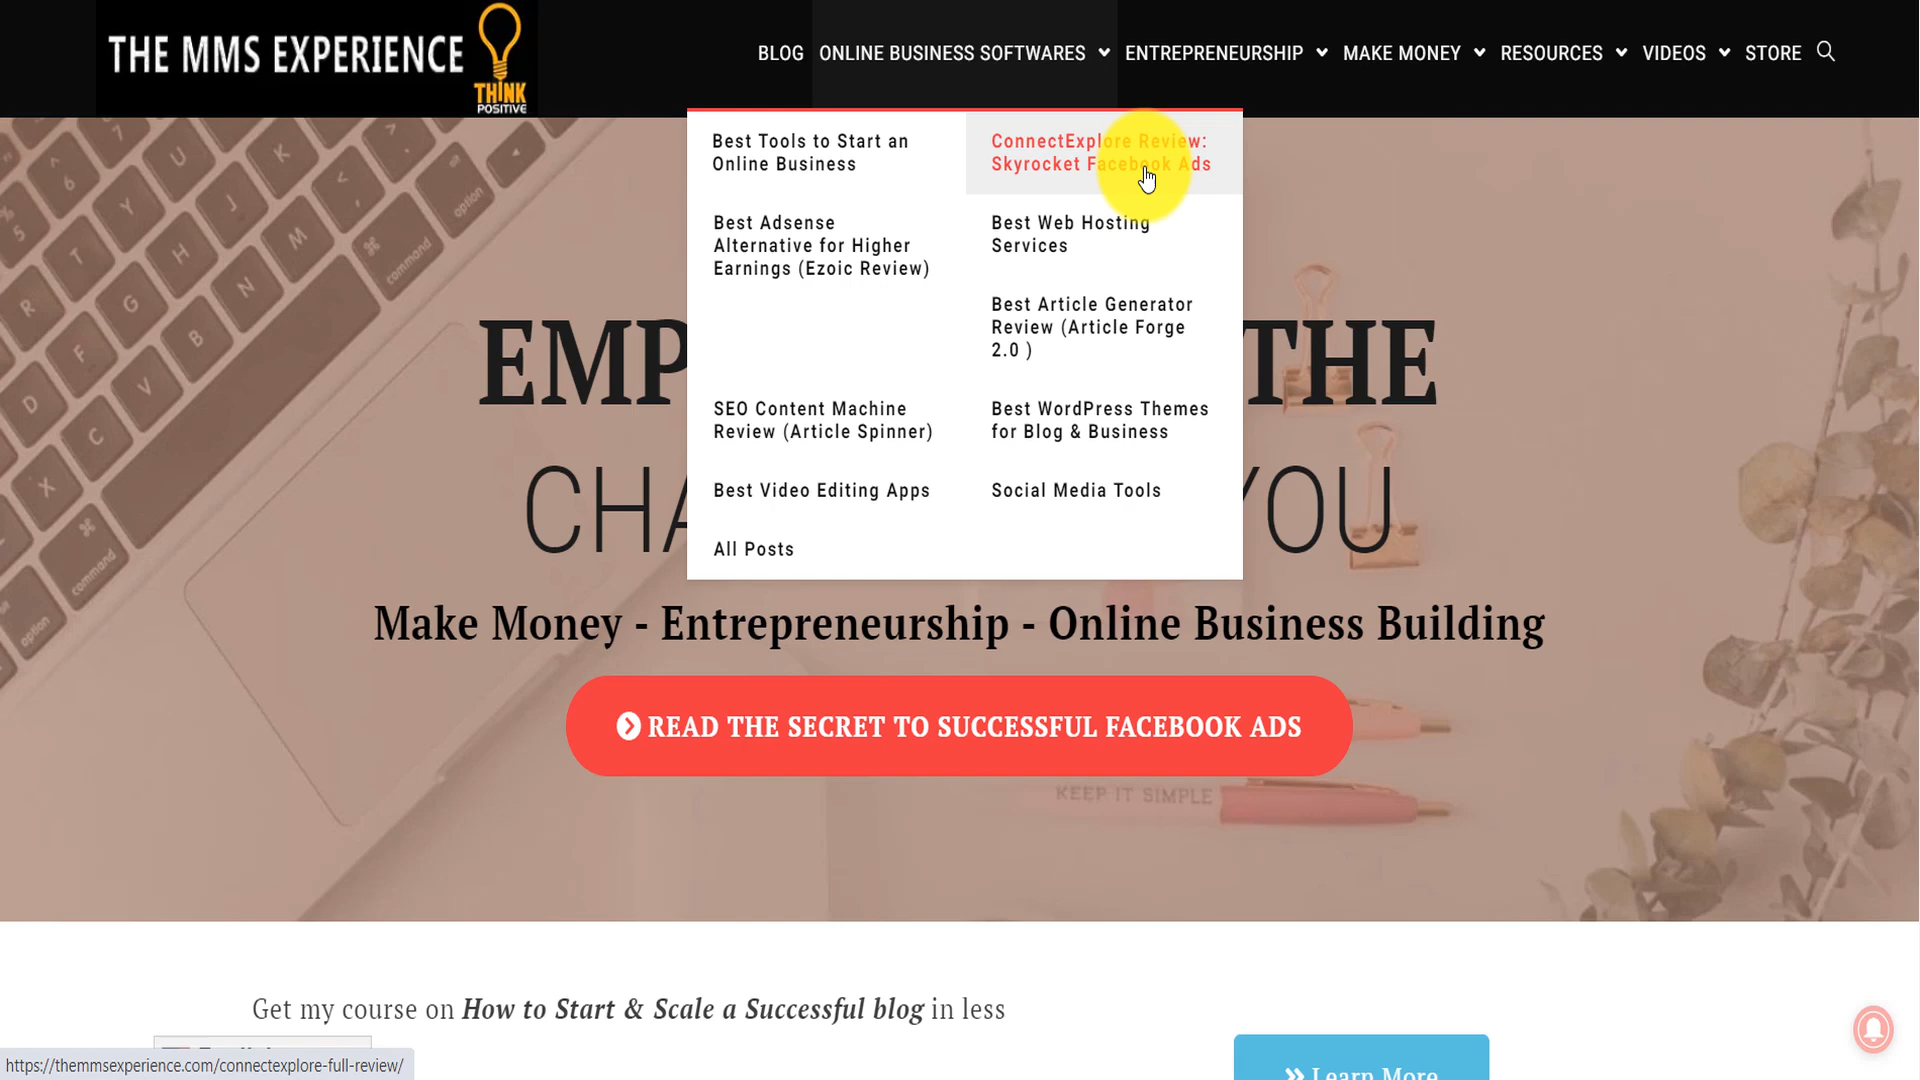 THE MMS EXPERIENCE
THINK
POSITIVE
BLOG ONLINE BUSINESS SOFTWARES ENTREPRENEURSHIP MAKE MONEY RESOURCES VIDEOS STORE
Best Tools to Start an
Online Business
ConnectExplore Review:
Skyrocket Facebook Ads
Best Adsense
Alternative for Higher
Earnings (Ezoic Review)
Best Web Hosting
Services
Best Article Generator
Review (Article Forge
2.0 )
SEO Content Machine
Review (Article Spinner)
Best WordPress Themes
for Blog & Business
Best Video Editing Apps
Social Media Tools
All Posts
EMP THE
CHA YOU
Make Money - Entrepreneurship - Online Business Building
READ THE SECRET TO SUCCESSFUL FACEBOOK ADS
KEEP IT SIMPLE
Get my course on How to Start & Scale a Successful blog in less
Learn More
https://themmsexperience.com/connectexplore-full-review/
command
option
command
option
command